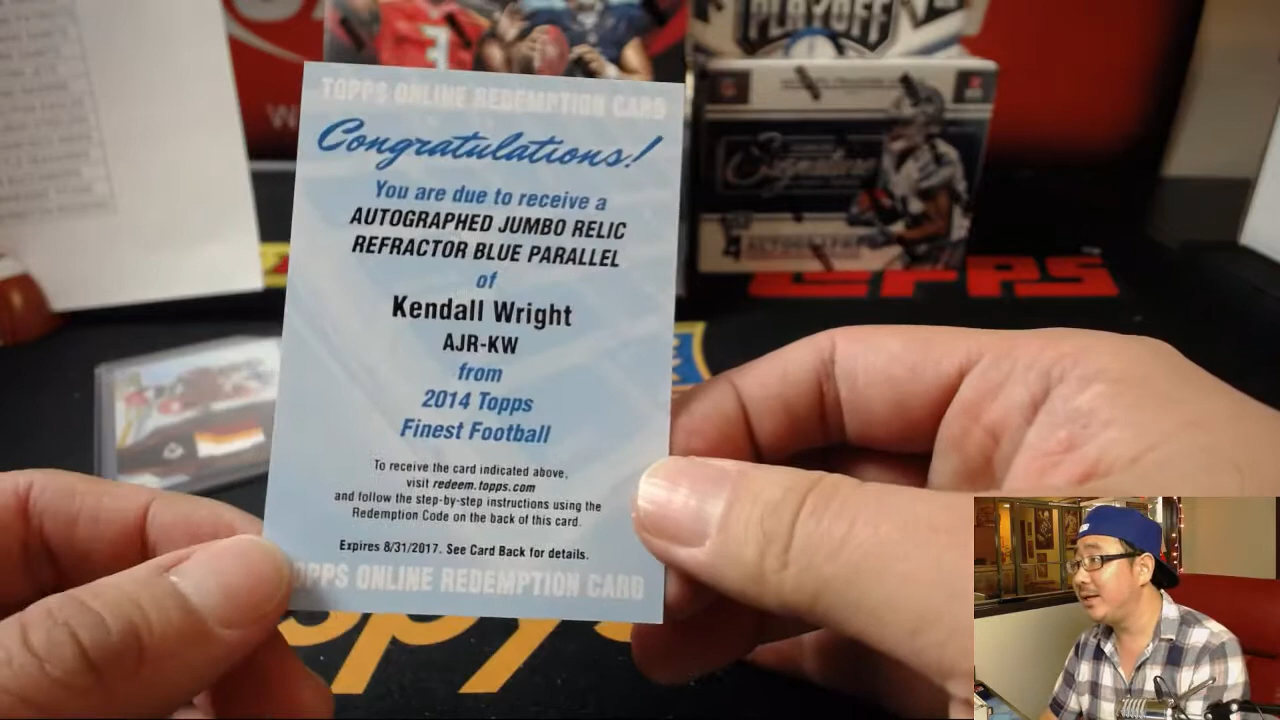 PLAYOFF
TOPPS ONLINE REDEMPTION CARD
Congratulations!
You are due to receive a
AUTOGRAPHED JUMBO RELIC
REFRACTOR BLUE PARALLEL
of
Kendall Wright
AJR-KW
from
2014 Topps
Finest Football
To receive the card indicated above,
visit redeem.topps.com
and follow the step-by-step instructions using the
Redemption Code on the back of this card.
Expires 8/31/2017. See Card Back for details.
TOPPS ONLINE REDEMPTION CARD
Signatures
4 AUTOGRAPHS